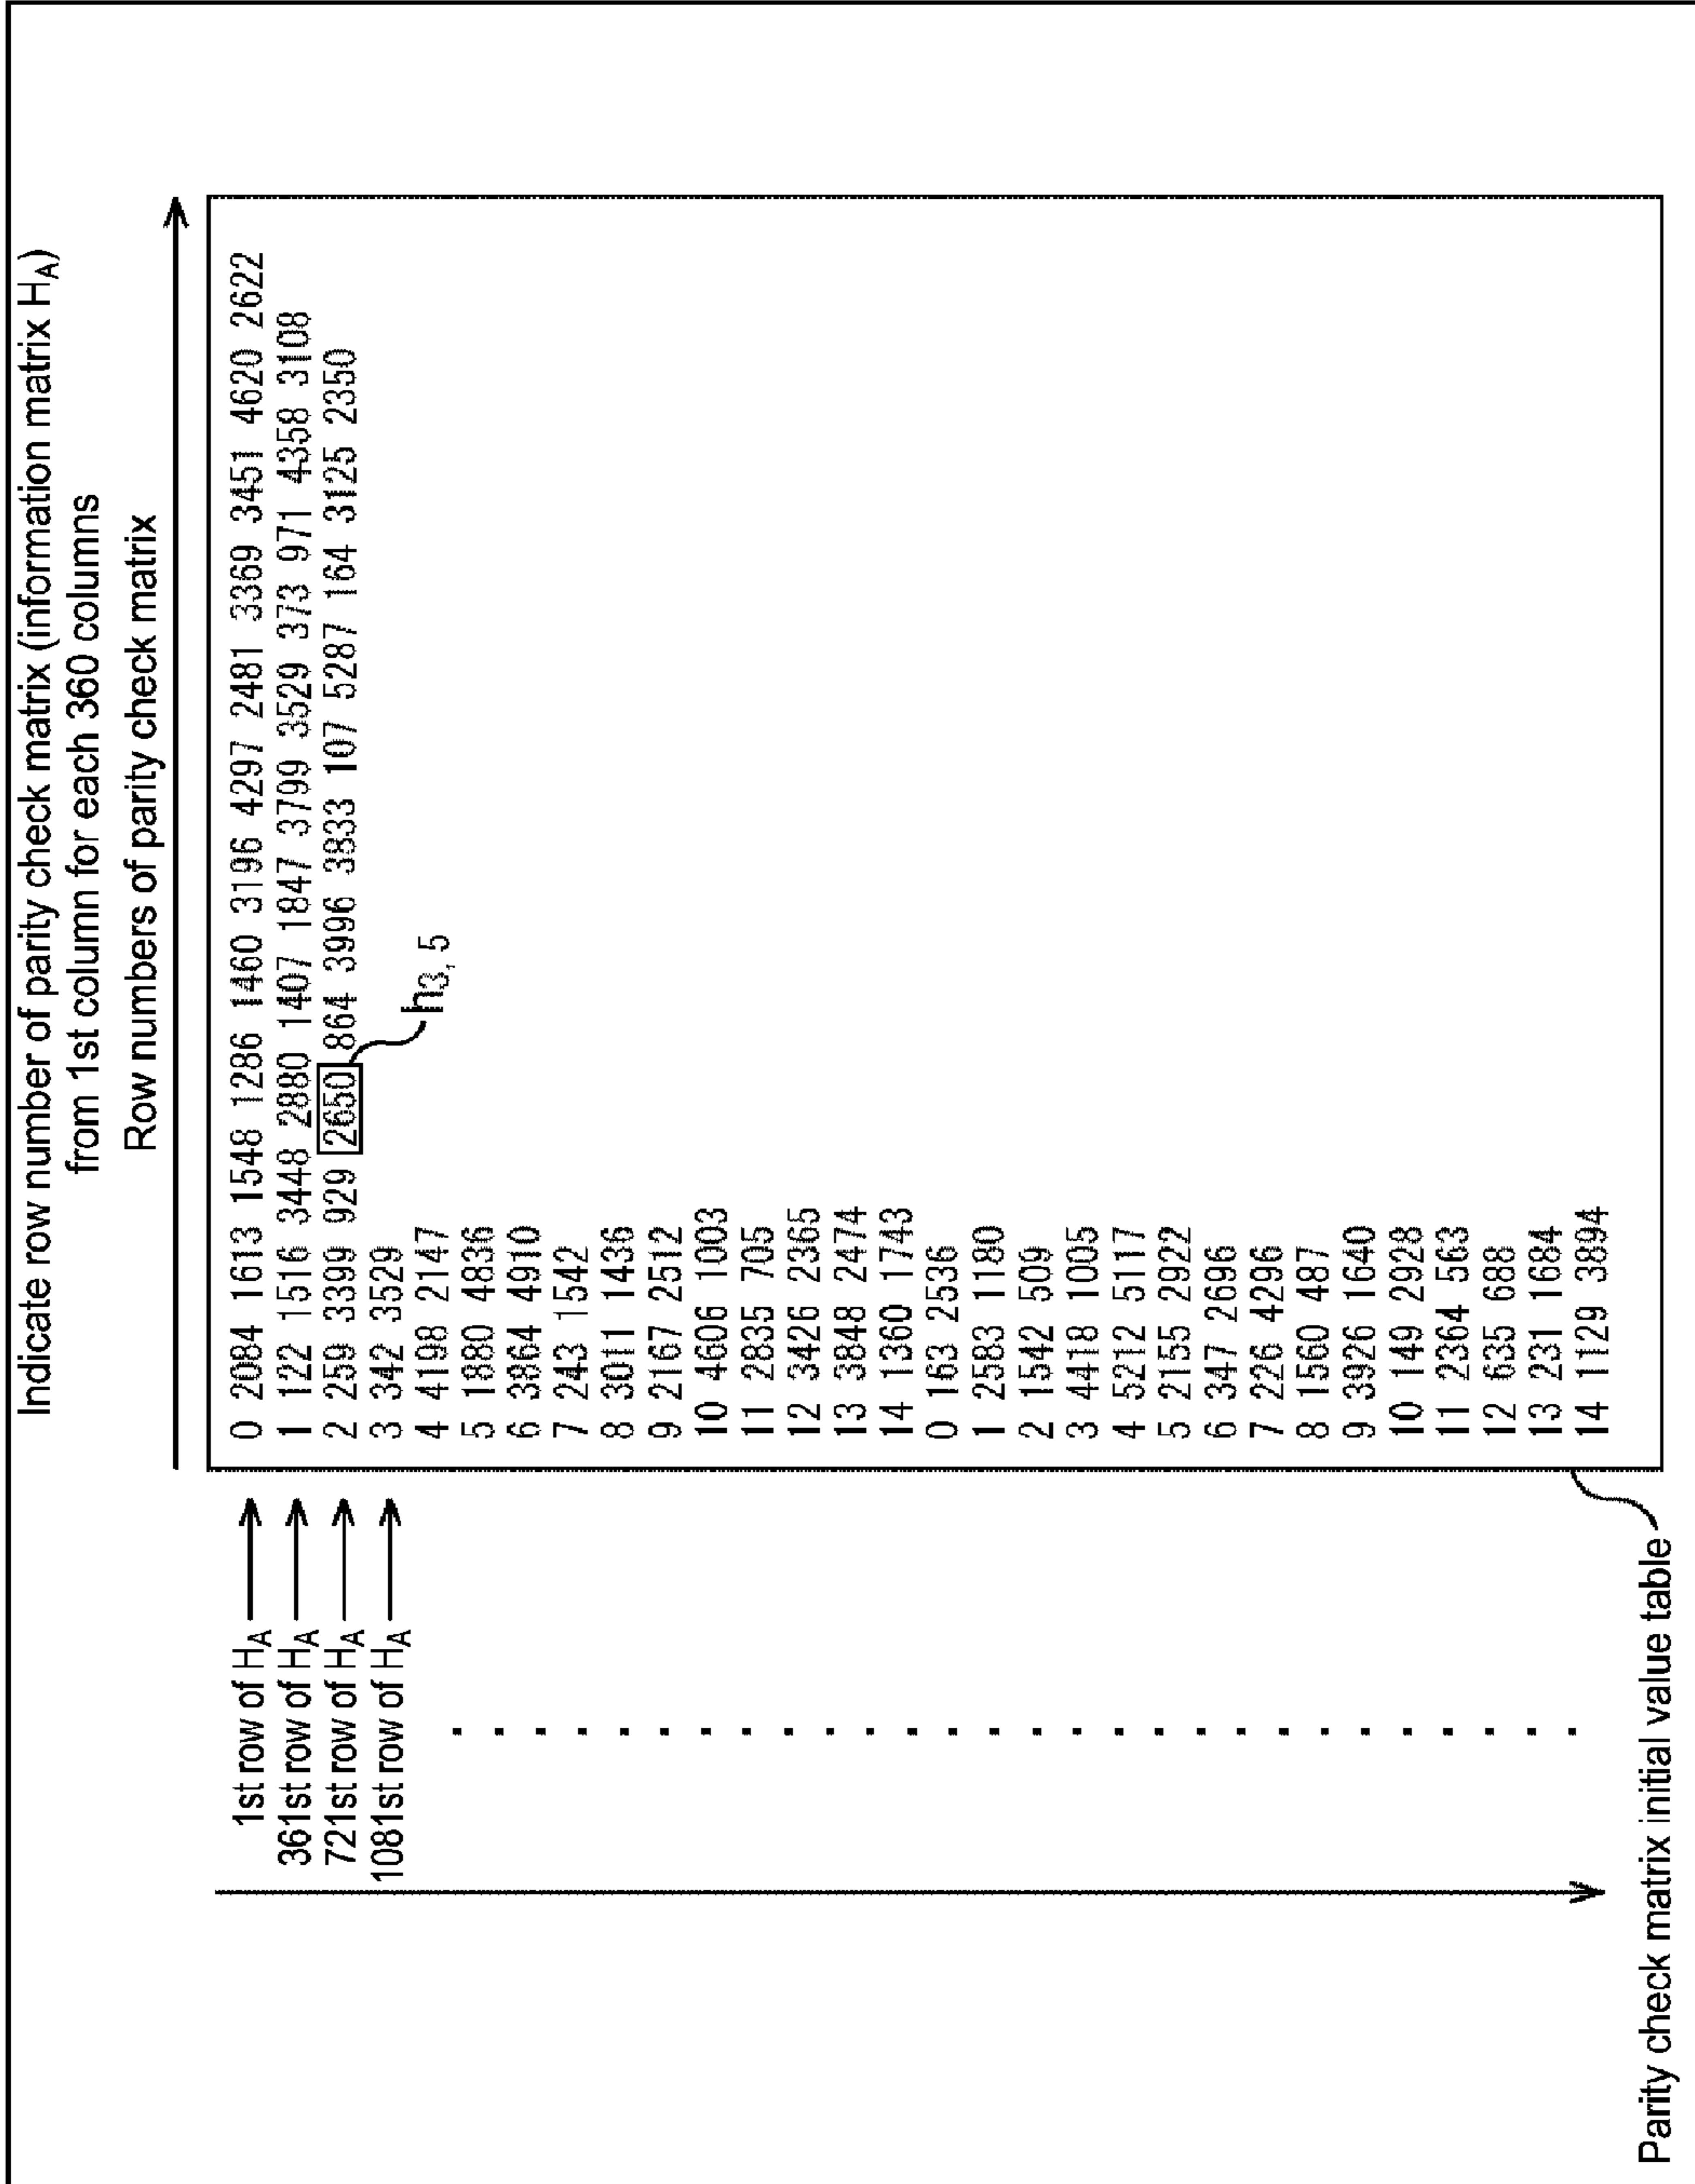 Indicate row number of parity check matrix (information matrix HA)
from 1st column for each 360 columns
Row numbers of parity check matrix
1st row of HA
361st row of HA
721st row of HA
1081st row of HA
0 2084 1613 1548 1286 1460 3196 4297 2481 3369 3451 4620 2622
1 122 1516 3448 2880 1407 1847 3799 3529 373 971 4358 3108
2 259 3399 929 2650 864 3996 3833 107 5287 164 3125 2350
3 342 3529
h3, 5
4 4198 2147
5 1880 4836
6 3864 4910
7 243 1542
8 3011 1436
9 2167 2512
10 4606 1003
11 2835 705
12 3426 2365
13 3848 2474
14 1360 1743
0 163 2536
1 2583 1180
2 1542 509
3 4418 1005
4 5212 5117
5 2155 2922
6 347 2696
7 226 4296
8 1560 487
9 3926 1640
10 149 2928
11 2364 563
12 635 688
13 231 1684
14 1129 3894
Parity check matrix initial value table